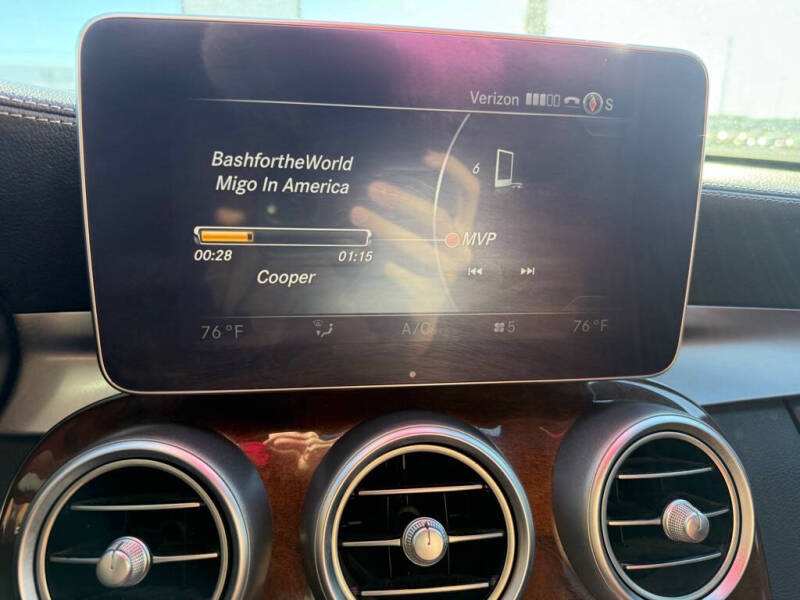 Verizon S
BashfortheWorld
Migo In America
6
MVP
00:28 01:15
Cooper
76°F A/C 5 76°F